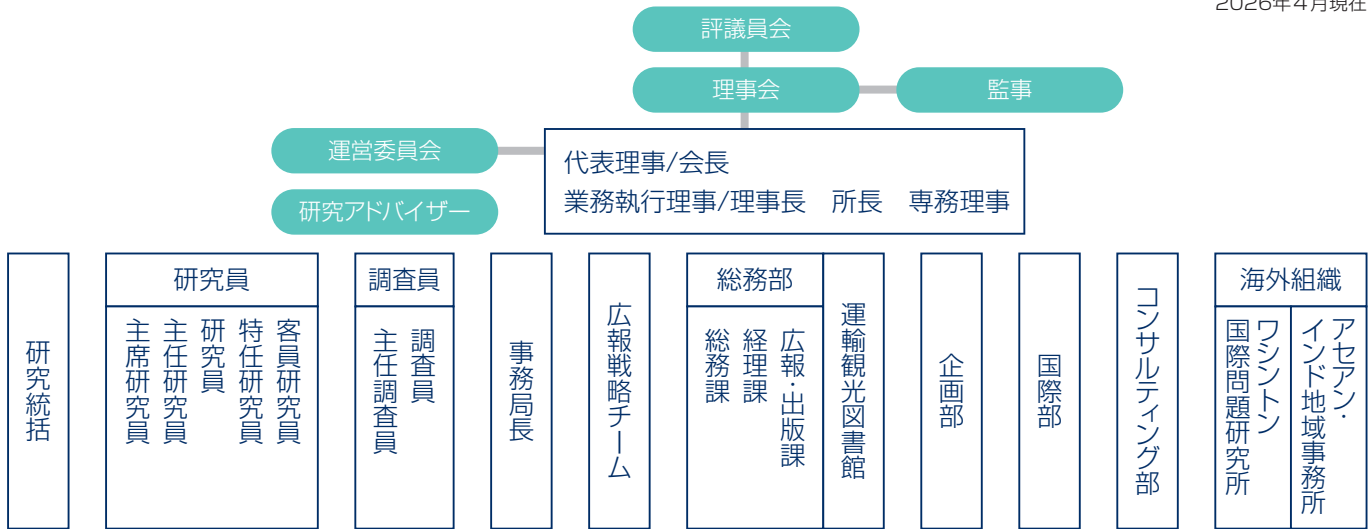 2026年4月現在
評議員会
理事会
監事
運営委員会
代表理事/会長
業務執行理事/理事長　所長　専務理事
研究アドバイザー
研究統括
研究員
主席研究員
主任研究員
研究員
特任研究員
客員研究員
調査員
主任調査員
調査員
事務局長
広報戦略チーム
総務部
総務課
経理課
広報・出版課
運輸観光図書館
企画部
国際部
コンサルティング部
海外組織
ワシントン
国際問題研究所
アセアン・
インド地域事務所